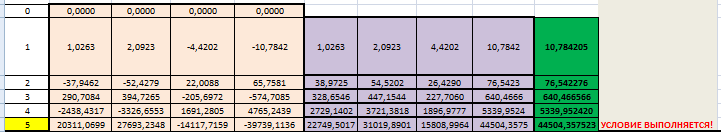 0 0,0000 0,0000 0,0000 0,0000
1 1,0263 2,0923 -4,4202 -10,7842 1,0263 2,0923 4,4202 10,7842 10,784205
2 -37,9462 -52,4279 22,0088 65,7581 38,9725 54,5202 26,4290 76,5423 76,542276
3 290,7084 394,7265 -205,6972 -574,7085 328,6546 447,1544 227,7060 640,4666 640,466566
4 -2438,4317 -3326,6553 1691,2805 4765,2439 2729,1402 3721,3818 1896,9777 5339,9524 5339,952420
5 20311,0699 27693,2348 -14117,7159 -39739,1136 22749,5017 31019,8901 15808,9964 44504,3575 44504,357523 УСЛОВИЕ ВЫПОЛНЯЕТСЯ!